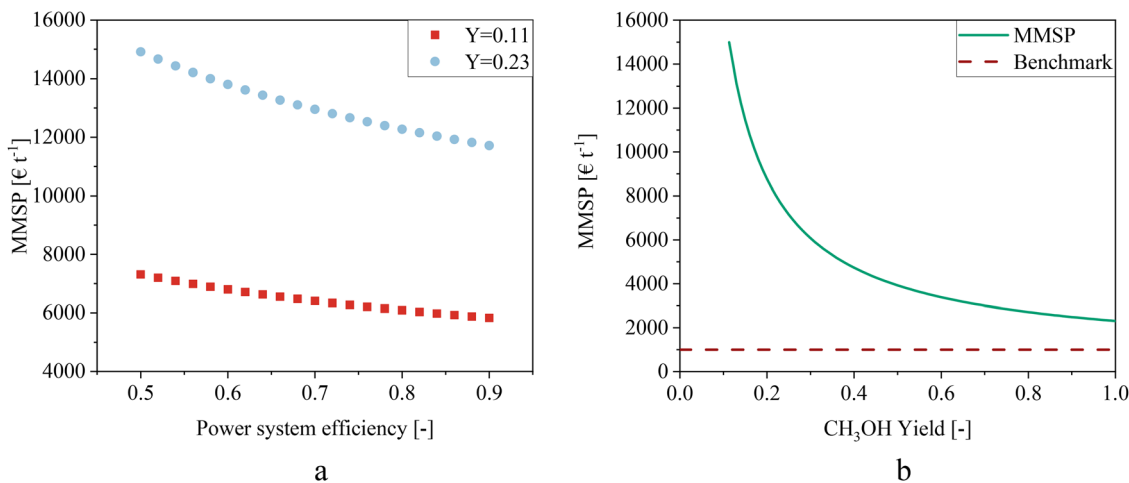 16000
14000
12000
10000
8000
6000
4000
MMSP [€ t⁻¹]
Y=0.11
Y=0.23
0.5 0.6 0.7 0.8 0.9
Power system efficiency [-]
a
16000
14000
12000
10000
8000
6000
4000
2000
0
MMSP [€ t⁻¹]
MMSP
Benchmark
0.0 0.2 0.4 0.6 0.8 1.0
CH₃OH Yield [-]
b